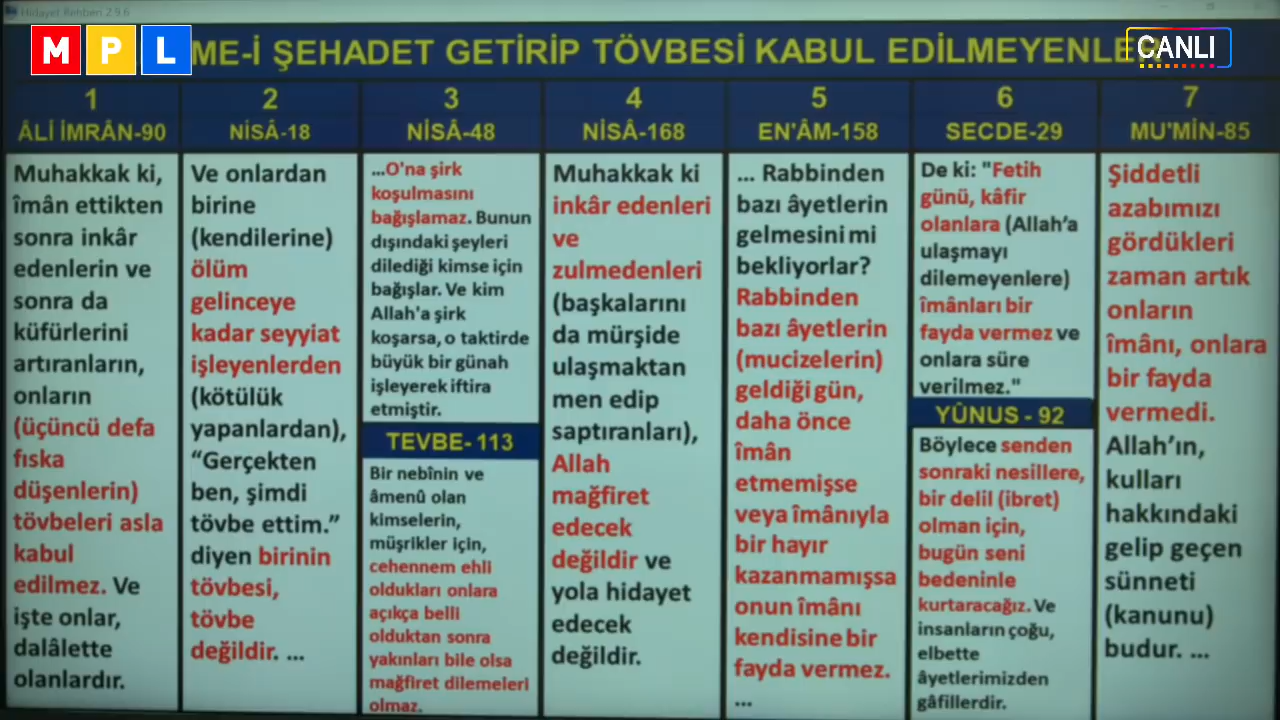 Hidayet Rehberi 2.9.6
MPL
ME-İ ŞEHADET GETİRİP TÖVBESİ KABUL EDİLMEYENLER
CANLI
1
ÂLİ İMRÂN-90
Muhakkak ki,
îmân ettikten
sonra inkâr
edenlerin ve
sonra da
küfürlerini
artıranların,
onların
(üçüncü defa
fıska
düşenlerin)
tövbeleri asla
kabul
edilmez. Ve
işte onlar,
dalâlette
olanlardır.
2
NİSÂ-18
Ve onlardan
birine
(kendilerine)
ölüm
gelinceye
kadar seyyiat
işleyenlerden
(kötülük
yapanlardan),
“Gerçekten
ben, şimdi
tövbe ettim.”
diyen birinin
tövbesi,
tövbe
değildir. ...
3
NİSÂ-48
...O'na şirk
koşulmasını
bağışlamaz. Bunun
dışındaki şeyleri
dilediği kimse için
bağışlar. Ve kim
Allah'a şirk
koşarsa, o taktirde
büyük bir günah
işleyerek iftira
etmiştir.
TEVBE- 113
Bir nebînin ve
âmenû olan
kimselerin,
müşrikler için,
cehennem ehli
oldukları onlara
açıkça belli
olduktan sonra
yakınları bile olsa
mağfiret dilemeleri
olmaz.
4
NİSÂ-168
Muhakkak ki
inkâr edenleri
ve
zulmedenleri
(başkalarını
da mürşide
ulaşmaktan
men edip
saptıranları),
Allah
mağfiret
edecek
değildir ve
yola hidayet
edecek
değildir.
5
EN'ÂM-158
... Rabbinden
bazı âyetlerin
gelmesini mi
bekliyorlar?
Rabbinden
bazı âyetlerin
(mucizelerin)
geldiği gün,
daha önce
îmân
etmemişse
veya îmânıyla
bir hayır
kazanmamışsa
onun îmânı
kendisine bir
fayda vermez.
...
6
SECDE-29
De ki: "Fetih
günü, kâfir
olanlara (Allah’a
ulaşmayı
dilemeyenlere)
îmânları bir
fayda vermez ve
onlara süre
verilmez."
YÛNUS - 92
Böylece senden
sonraki nesillere,
bir delil (ibret)
olman için,
bugün seni
bedeninle
kurtaracağız. Ve
insanların çoğu,
elbette
âyetlerimizden
gâfillerdir.
7
MU'MİN-85
Şiddetli
azabımızı
gördükleri
zaman artık
onların
îmânı, onlara
bir fayda
vermedi.
Allah’ın,
kulları
hakkındaki
gelip geçen
sünneti
(kanunu)
budur. ...